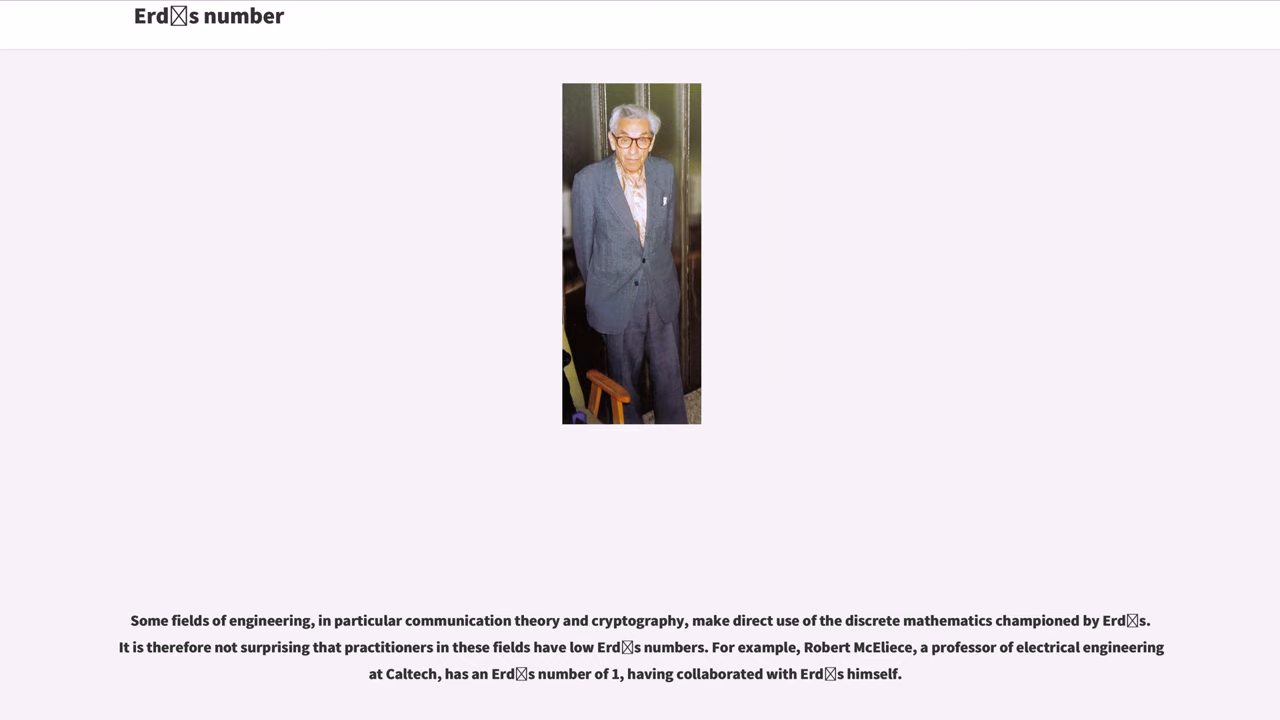 Erd▯s number
Some fields of engineering, in particular communication theory and cryptography, make direct use of the discrete mathematics championed by Erd▯s.
It is therefore not surprising that practitioners in these fields have low Erd▯s numbers. For example, Robert McEliece, a professor of electrical engineering
at Caltech, has an Erd▯s number of 1, having collaborated with Erd▯s himself.